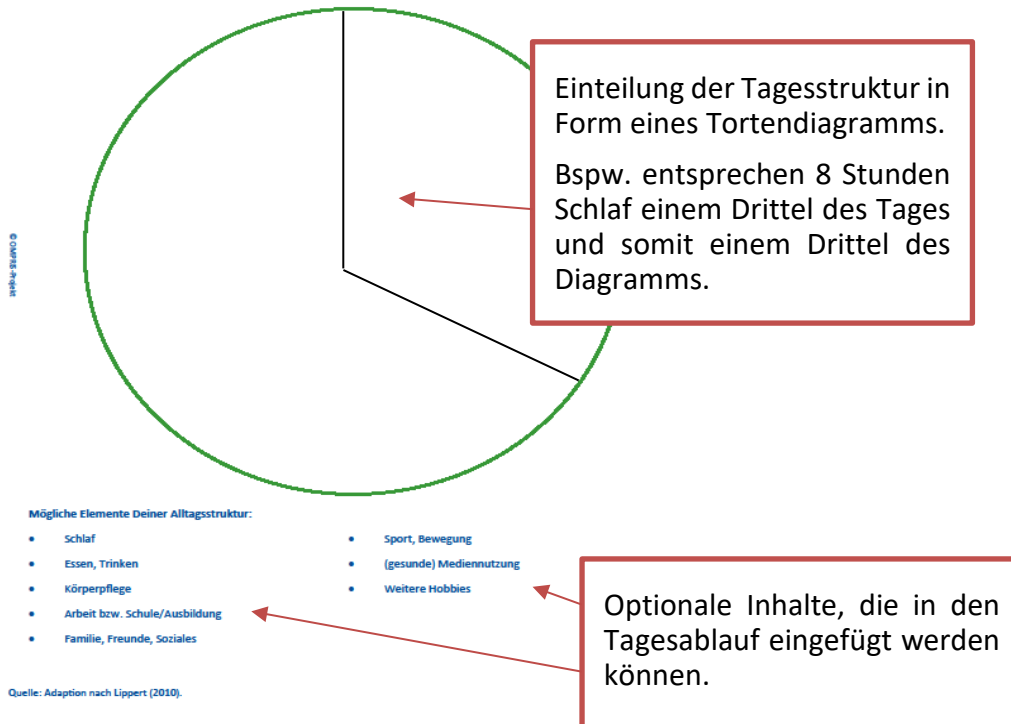 Einteilung der Tagesstruktur in
Form eines Tortendiagramms.
Bspw. entsprechen 8 Stunden
Schlaf einem Drittel des Tages
und somit einem Drittel des
Diagramms.
© OMPRIS-Projekt
Mögliche Elemente Deiner Alltagsstruktur:
• Schlaf
• Essen, Trinken
• Körperpflege
• Arbeit bzw. Schule/Ausbildung
• Familie, Freunde, Soziales
• Sport, Bewegung
• (gesunde) Mediennutzung
• Weitere Hobbies
Optionale Inhalte, die in den
Tagesablauf eingefügt werden
können.
Quelle: Adaption nach Lippert (2010).